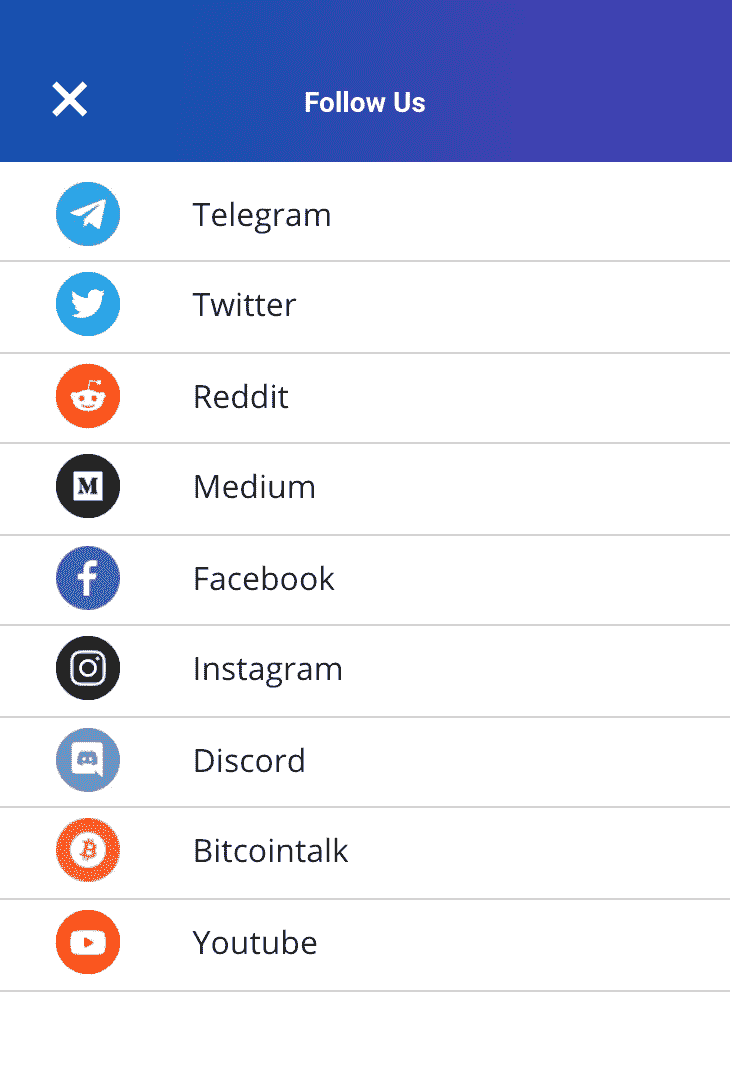 Follow Us
Telegram
Twitter
Reddit
Medium
Facebook
Instagram
Discord
Bitcointalk
Youtube